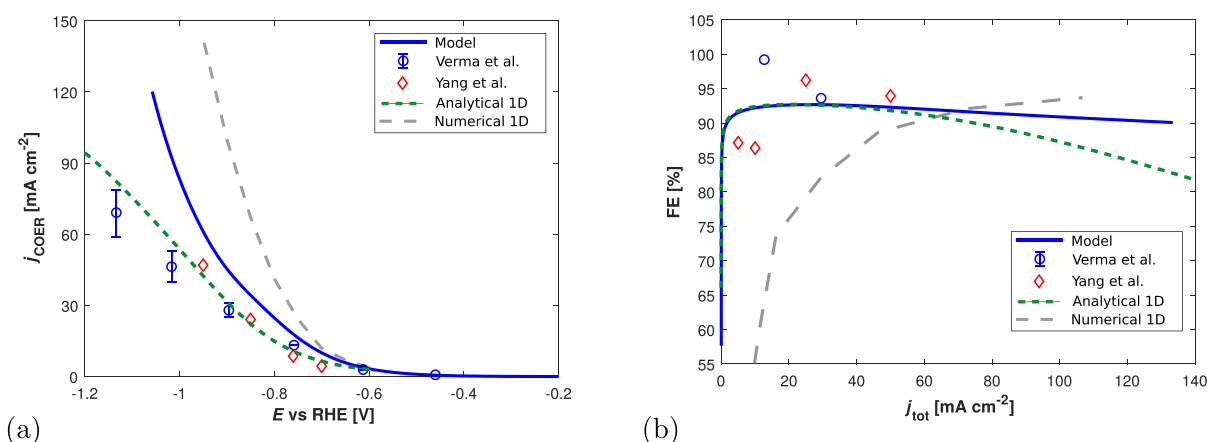 150
120
90
60
30
0
-1.2
-1
-0.8
-0.6
-0.4
-0.2
j_COER [mA cm-2]
E vs RHE [V]
Model
Verma et al.
Yang et al.
Analytical 1D
Numerical 1D
(a)
105
100
95
90
85
80
75
70
65
60
55
0
20
40
60
80
100
120
140
FE [%]
j_tot [mA cm-2]
Model
Verma et al.
Yang et al.
Analytical 1D
Numerical 1D
(b)